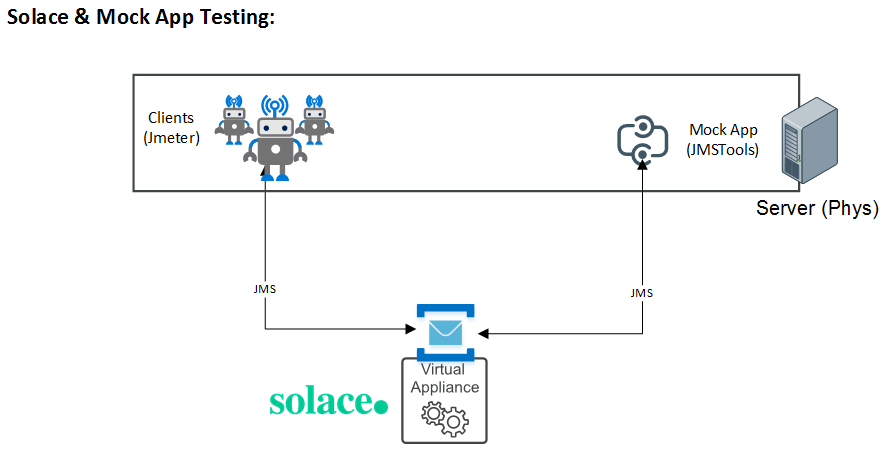 Solace & Mock App Testing:
Clients
(Jmeter)
Mock App
(JMSTools)
Server (Phys)
JMS
JMS
Virtual
Appliance
solace.